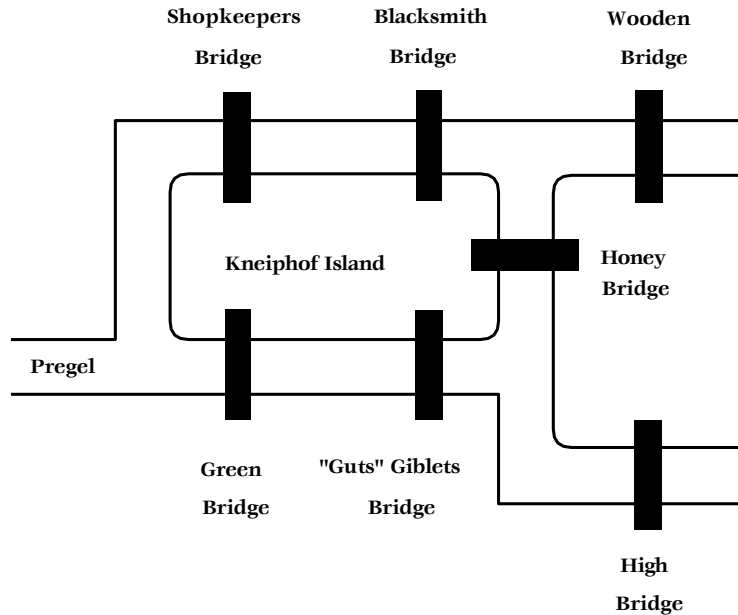 Shopkeepers
Bridge
Blacksmith
Bridge
Wooden
Bridge
Kneiphof Island
Honey
Bridge
Pregel
Green
Bridge
"Guts" Giblets
Bridge
High
Bridge